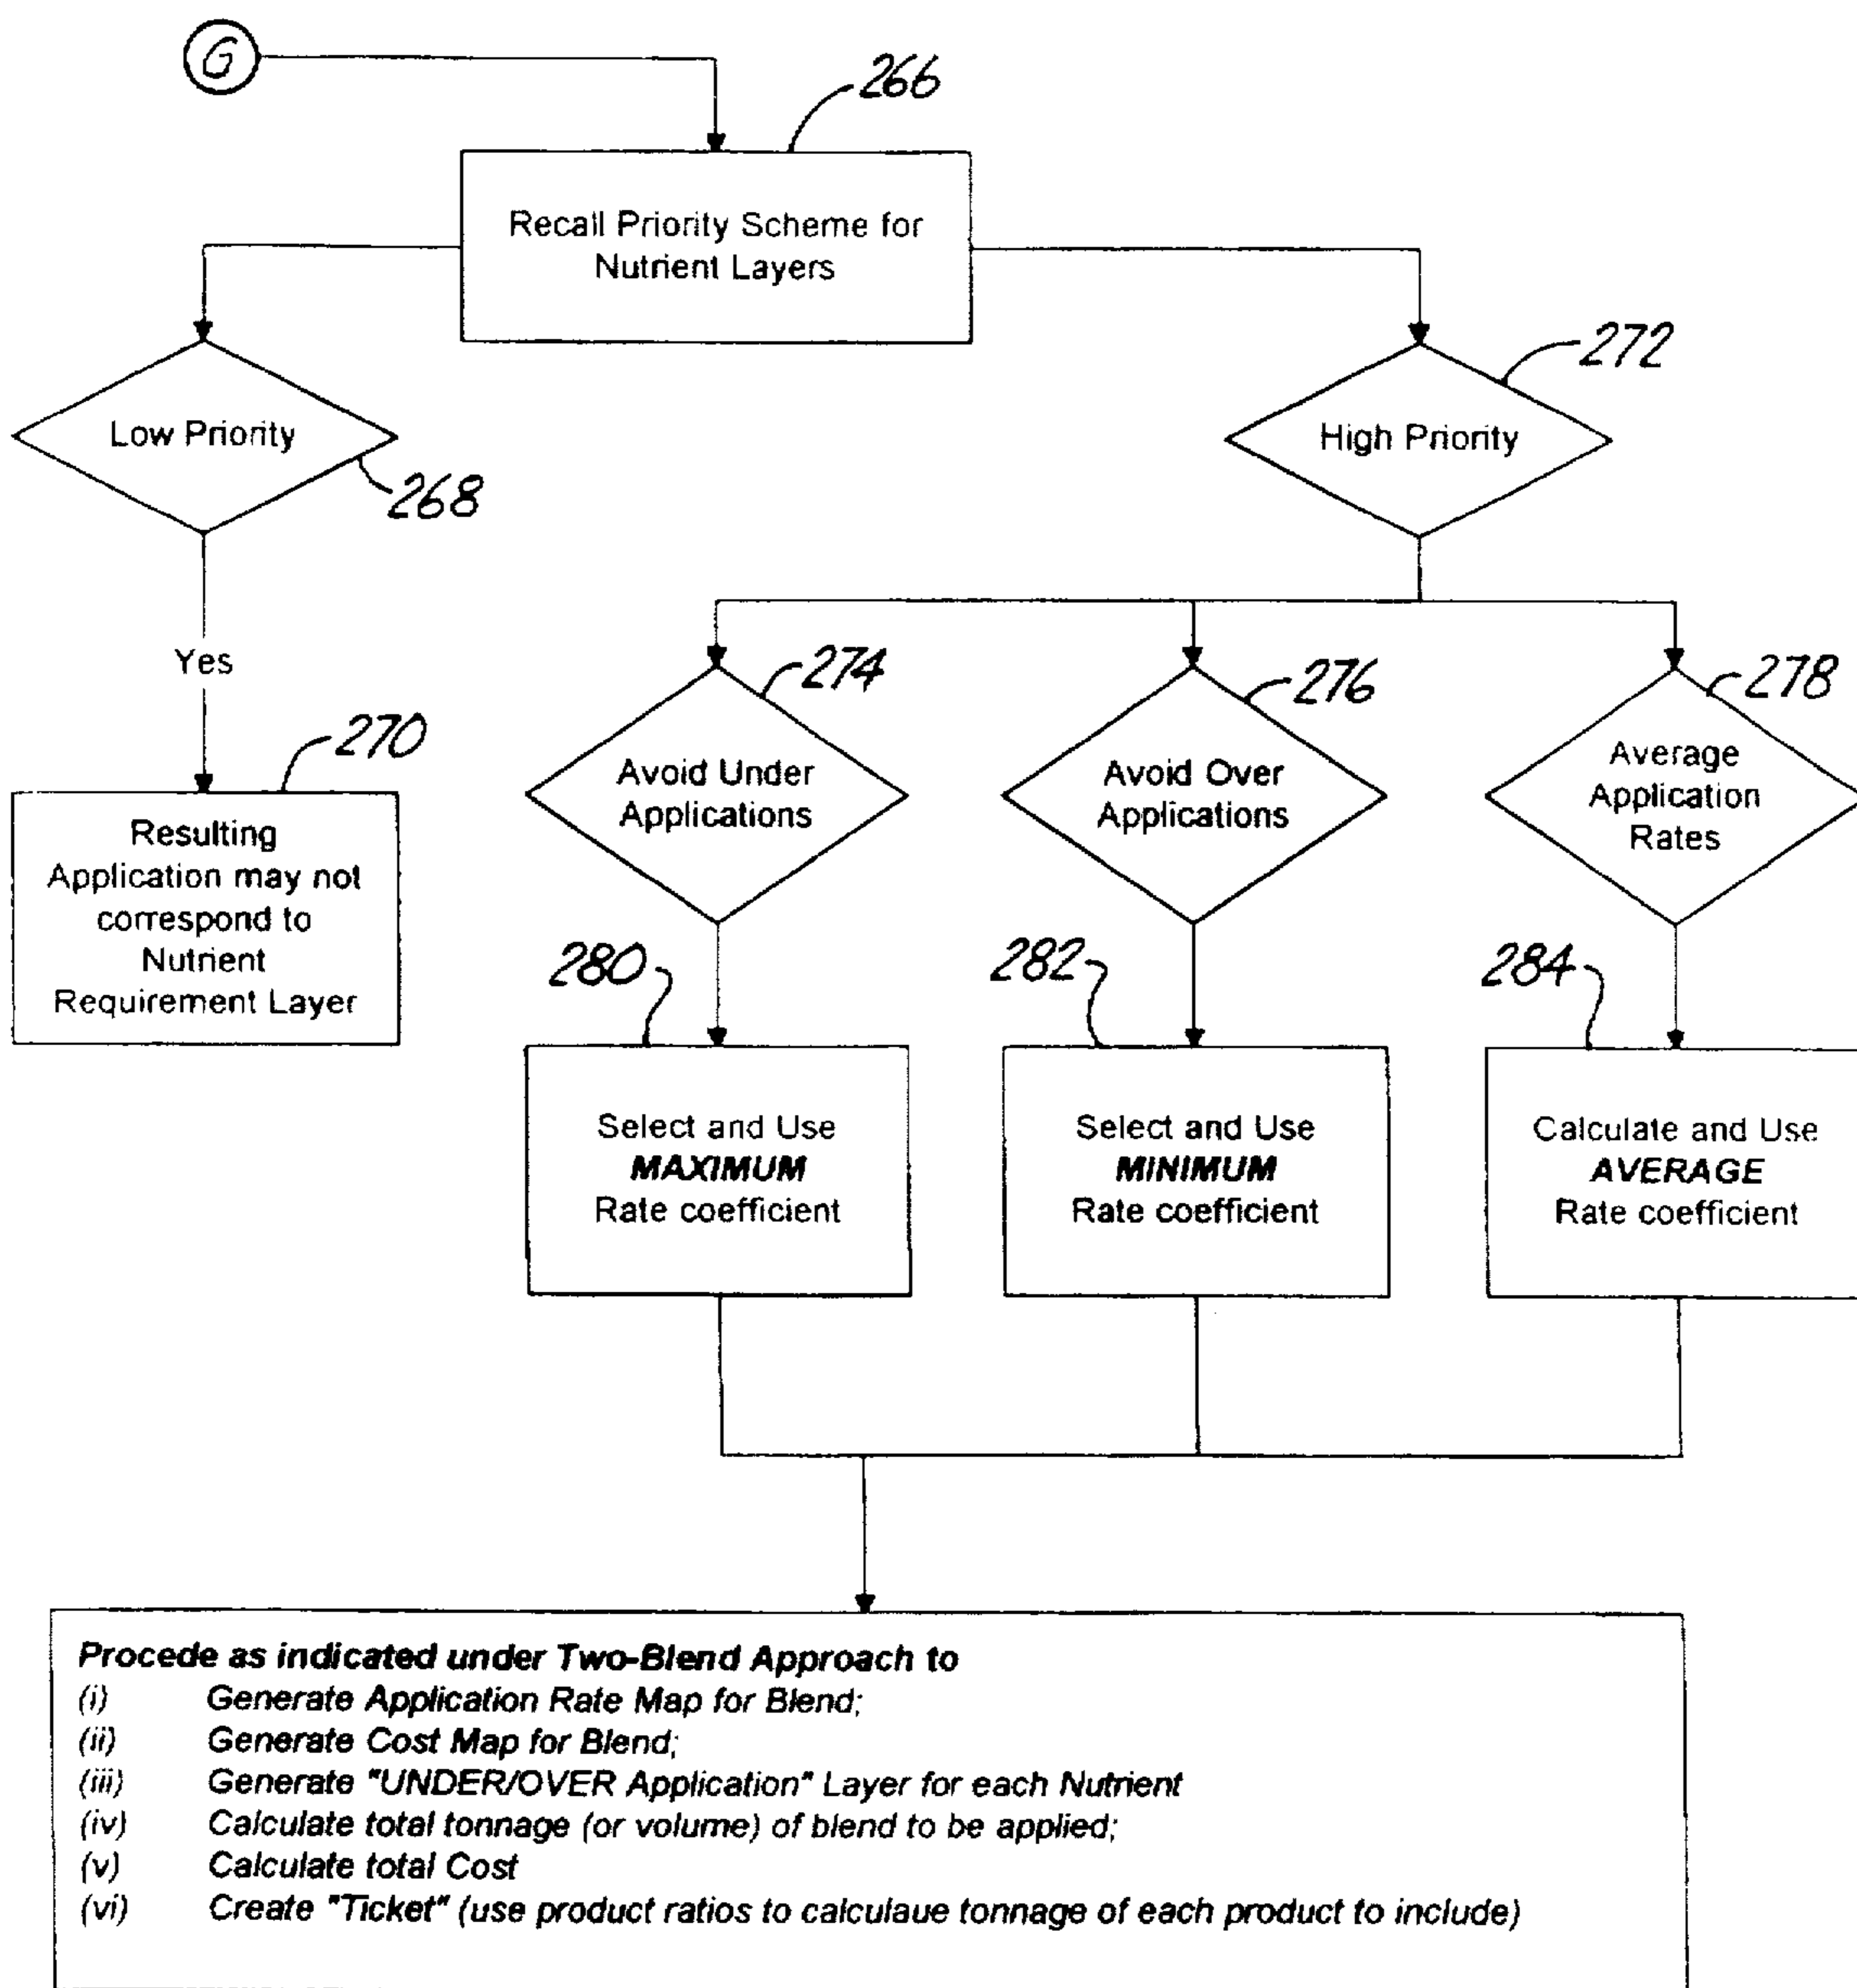 G
266
Recall Priority Scheme for
Nutrient Layers
272
Low Priority
High Priority
268
Yes
274
276
278
270
Avoid Under
Applications
Avoid Over
Applications
Average
Application
Rates
Resulting
Application may not
correspond to
Nutrient
Requirement Layer
280
282
284
Select and Use
MAXIMUM
Rate coefficient
Select and Use
MINIMUM
Rate coefficient
Calculate and Use
AVERAGE
Rate coefficient
Procede as indicated under Two-Blend Approach to
(i) Generate Application Rate Map for Blend;
(ii) Generate Cost Map for Blend;
(iii) Generate "UNDER/OVER Application" Layer for each Nutrient
(iv) Calculate total tonnage (or volume) of blend to be applied;
(v) Calculate total Cost
(vi) Create "Ticket" (use product ratios to calculaue tonnage of each product to include)